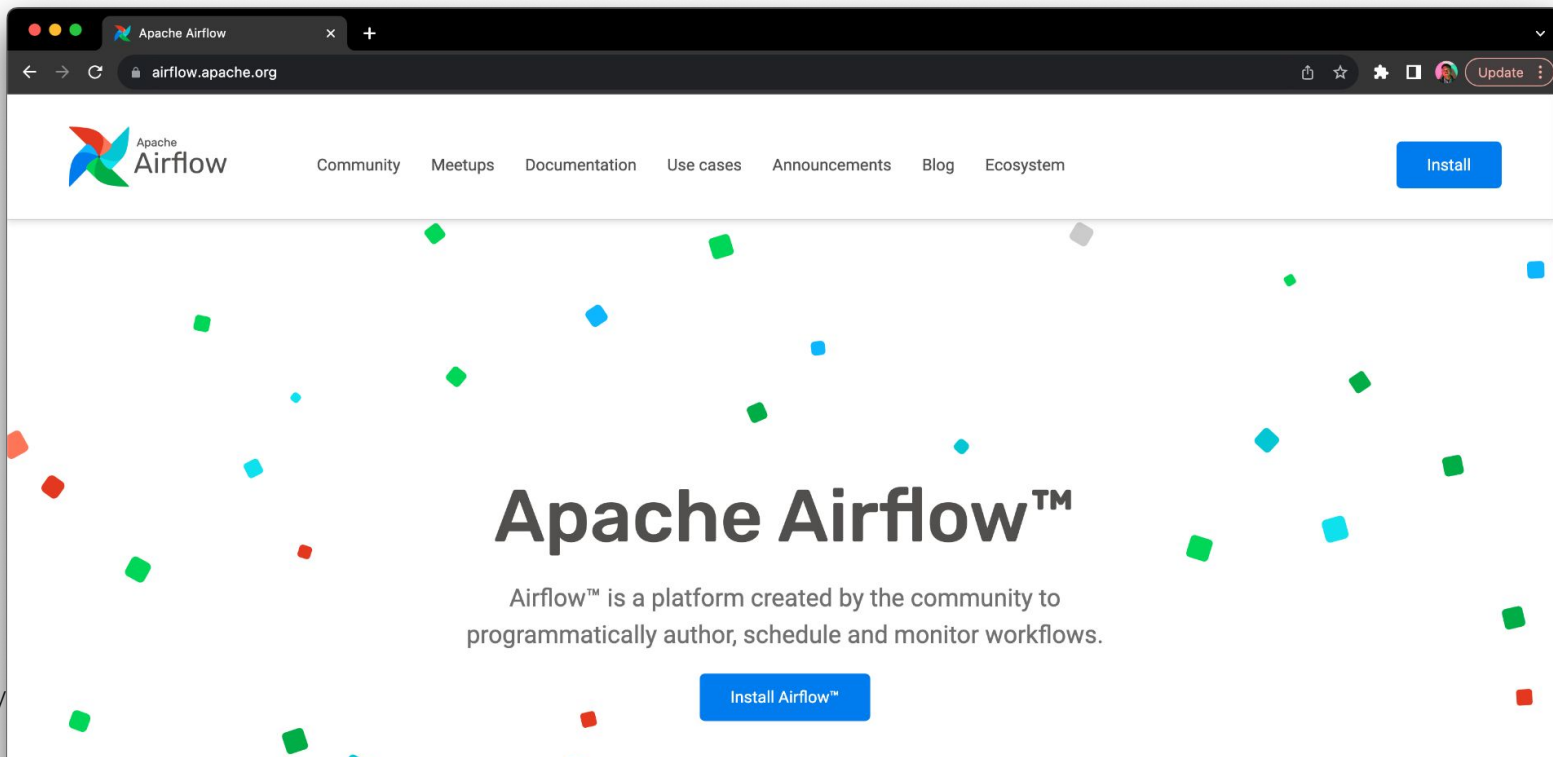 Apache Airflow
airflow.apache.org
Update
Apache
Airflow
Community Meetups Documentation Use cases Announcements Blog Ecosystem
Install
Apache Airflow™
Airflow™ is a platform created by the community to
programmatically author, schedule and monitor workflows.
Install Airflow™
/